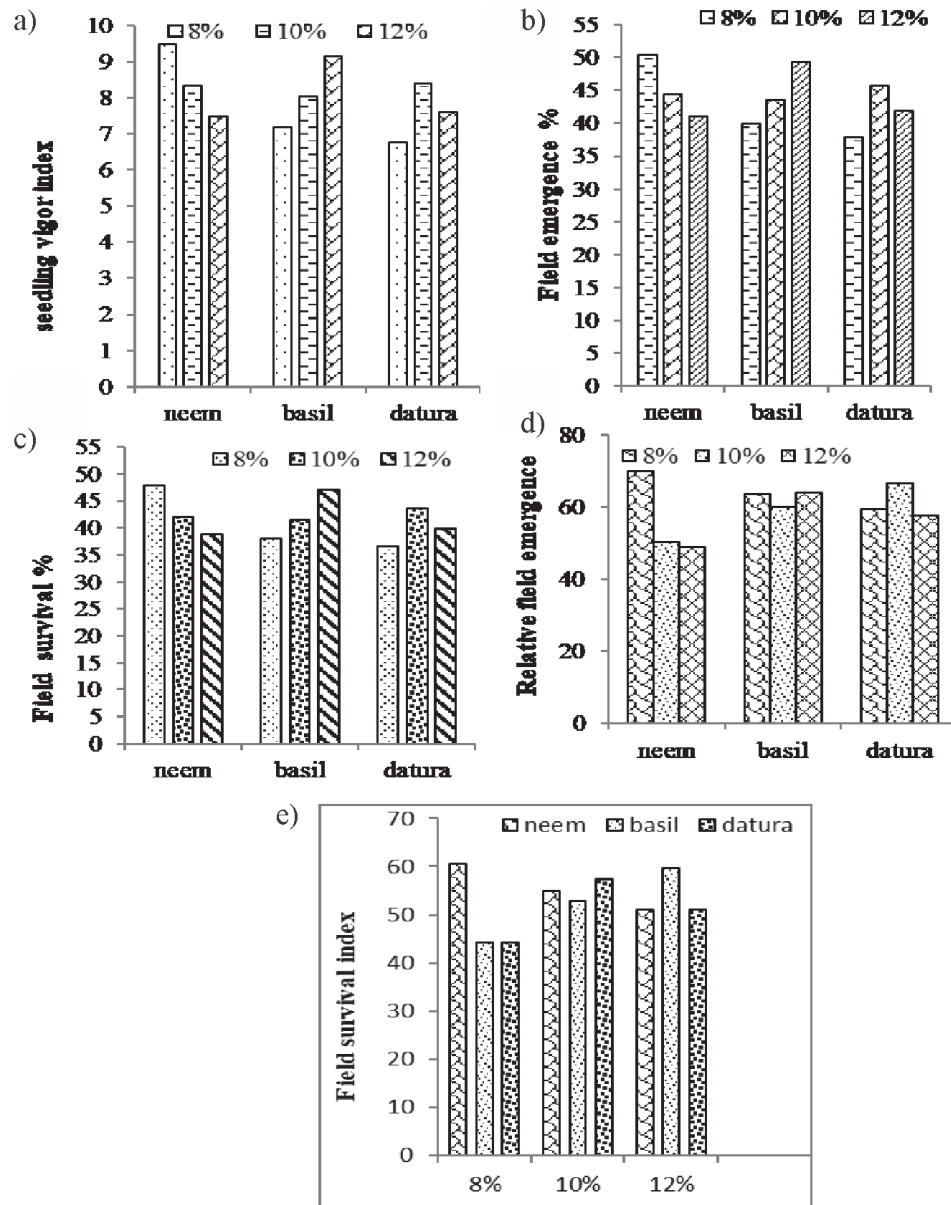 a)
10
9
8
7
6
5
4
3
2
1
0
seedling vigor index
8% 10% 12%
neem basil datura
b)
55
50
45
40
35
30
25
20
15
10
5
0
Field emergence %
8% 10% 12%
neem basil datura
c)
55
50
45
40
35
30
25
20
15
10
5
0
Field survival %
8% 10% 12%
neem basil datura
d)
80
60
40
20
0
Relative field emergence
8% 10% 12%
neem basil datura
e)
70
60
50
40
30
20
10
0
Field survival index
neem basil datura
8% 10% 12%